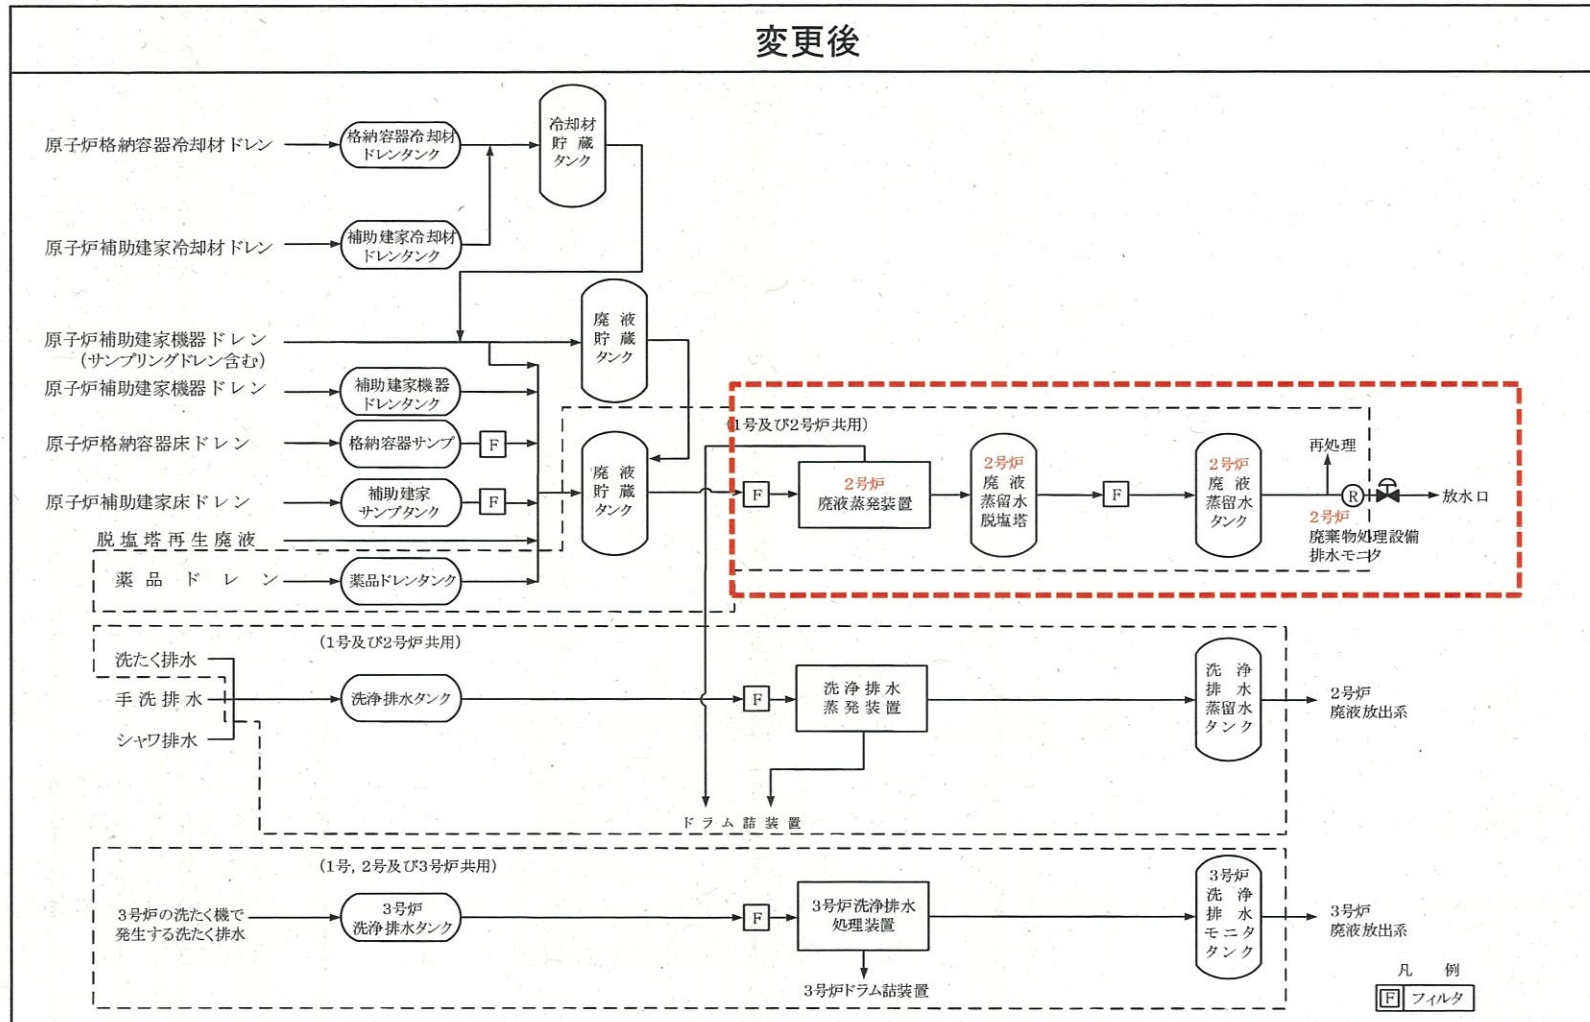 変更後
原子炉格納容器冷却材ドレン
格納容器冷却材
ドレンタンク
冷却材
貯蔵
タンク
原子炉補助建家冷却材ドレン
補助建家冷却材
ドレンタンク
原子炉補助建家機器ドレン
(サンプリングドレン含む)
廃液
貯蔵
タンク
原子炉補助建家機器ドレン
補助建家機器
ドレンタンク
原子炉格納容器床ドレン
格納容器サンプ
F
原子炉補助建家床ドレン
補助建家
サンプタンク
F
脱塩塔再生廃液
薬品ドレン
薬品ドレンタンク
廃液
貯蔵
タンク
(1号及び2号炉共用)
F
2号炉
廃液蒸発装置
2号炉
廃液
蒸留水
脱塩塔
F
2号炉
廃液
蒸留水
タンク
再処理
R
放水口
2号炉
廃棄物処理設備
排水モニタ
(1号及び2号炉共用)
洗たく排水
手洗排水
シャワ排水
洗浄排水タンク
F
洗浄排水
蒸発装置
洗浄
排水
蒸留水
タンク
2号炉
廃液放出系
ドラム詰装置
(1号,2号及び3号炉共用)
3号炉の洗たく機で
発生する洗たく排水
3号炉
洗浄排水タンク
F
3号炉洗浄排水
処理装置
3号炉
洗浄
排水
モニタ
タンク
3号炉
廃液放出系
3号炉ドラム詰装置
凡例
F フィルタ